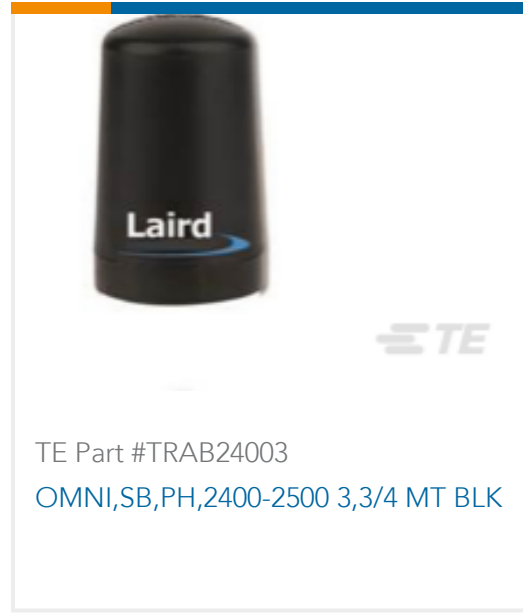 Laird
TE
TE Part #TRAB24003
OMNI,SB,PH,2400-2500 3,3/4 MT BLK